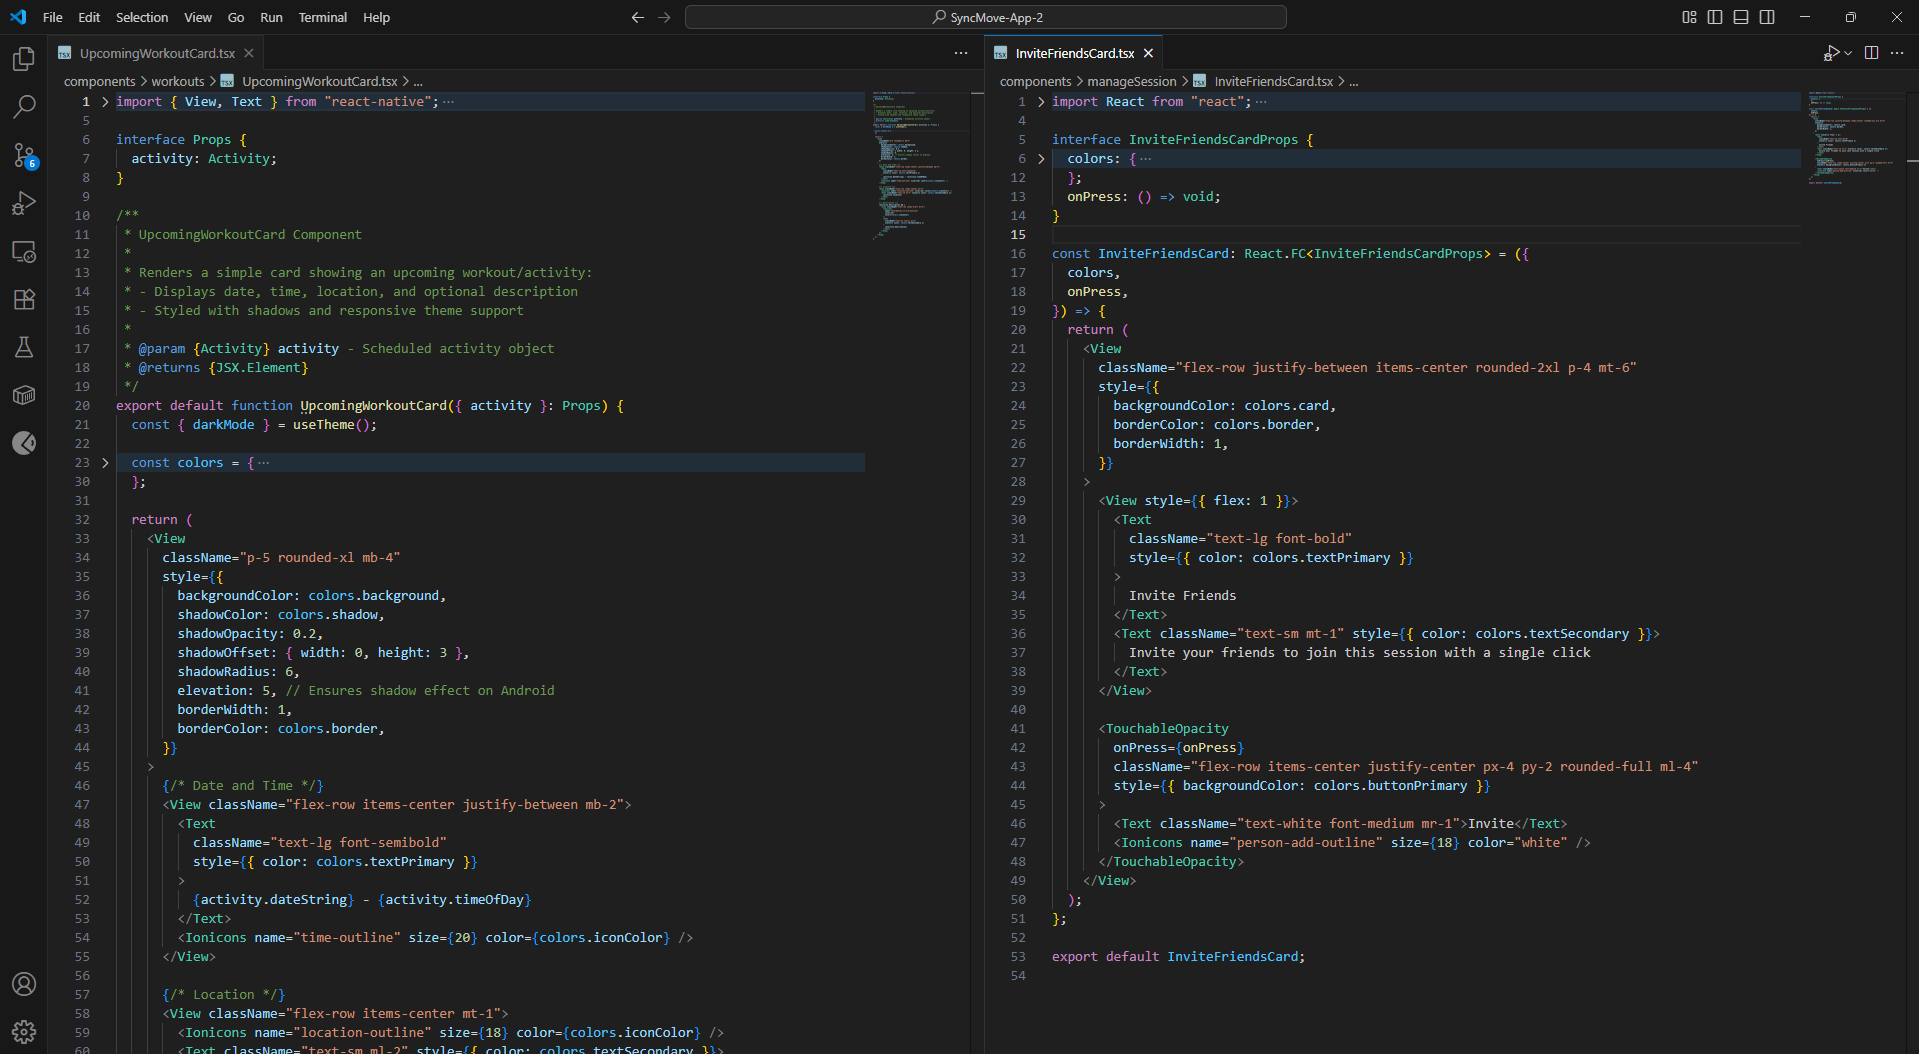 File Edit Selection View Go Run Terminal Help
SyncMove-App-2
UpcomingWorkoutCard.tsx
components > workouts > UpcomingWorkoutCard.tsx > ...
1 import { View, Text } from "react-native"; ...
5
6 interface Props {
7 activity: Activity;
8 }
9
10 /**
11 * UpcomingWorkoutCard Component
12 *
13 * Renders a simple card showing an upcoming workout/activity:
14 * - Displays date, time, location, and optional description
15 * - Styled with shadows and responsive theme support
16 *
17 * @param {Activity} activity - Scheduled activity object
18 * @returns {JSX.Element}
19 */
20 export default function UpcomingWorkoutCard({ activity }: Props) {
21 const { darkMode } = useTheme();
22
23 const colors = { ...
30 };
31
32 return (
33 <View
34 className="p-5 rounded-xl mb-4"
35 style={{
36 backgroundColor: colors.background,
37 shadowColor: colors.shadow,
38 shadowOpacity: 0.2,
39 shadowOffset: { width: 0, height: 3 },
40 shadowRadius: 6,
41 elevation: 5, // Ensures shadow effect on Android
42 borderWidth: 1,
43 borderColor: colors.border,
44 }}
45 >
46 {/* Date and Time */}
47 <View className="flex-row items-center justify-between mb-2">
48 <Text
49 className="text-lg font-semibold"
50 style={{ color: colors.textPrimary }}
51 >
52 {activity.dateString} - {activity.timeOfDay}
53 </Text>
54 <Ionicons name="time-outline" size={20} color={colors.iconColor} />
55 </View>
56
57 {/* Location */}
58 <View className="flex-row items-center mt-1">
59 <Ionicons name="location-outline" size={18} color={colors.iconColor} />
60 <Text className="text-sm ml-2" style={{ color: colors.textSecondary }}>
6
InviteFriendsCard.tsx
components > manageSession > InviteFriendsCard.tsx > ...
1 import React from "react"; ...
4
5 interface InviteFriendsCardProps {
6 colors: { ...
12 };
13 onPress: () => void;
14 }
15
16 const InviteFriendsCard: React.FC<InviteFriendsCardProps> = ({
17 colors,
18 onPress,
19 }) => {
20 return (
21 <View
22 className="flex-row justify-between items-center rounded-2xl p-4 mt-6"
23 style={{
24 backgroundColor: colors.card,
25 borderColor: colors.border,
26 borderWidth: 1,
27 }}
28 >
29 <View style={{ flex: 1 }}>
30 <Text
31 className="text-lg font-bold"
32 style={{ color: colors.textPrimary }}
33 >
34 Invite Friends
35 </Text>
36 <Text className="text-sm mt-1" style={{ color: colors.textSecondary }}>
37 Invite your friends to join this session with a single click
38 </Text>
39 </View>
40
41 <TouchableOpacity
42 onPress={onPress}
43 className="flex-row items-center justify-center px-4 py-2 rounded-full ml-4"
44 style={{ backgroundColor: colors.buttonPrimary }}
45 >
46 <Text className="text-white font-medium mr-1">Invite</Text>
47 <Ionicons name="person-add-outline" size={18} color="white" />
48 </TouchableOpacity>
49 </View>
50 );
51 };
52
53 export default InviteFriendsCard;
54